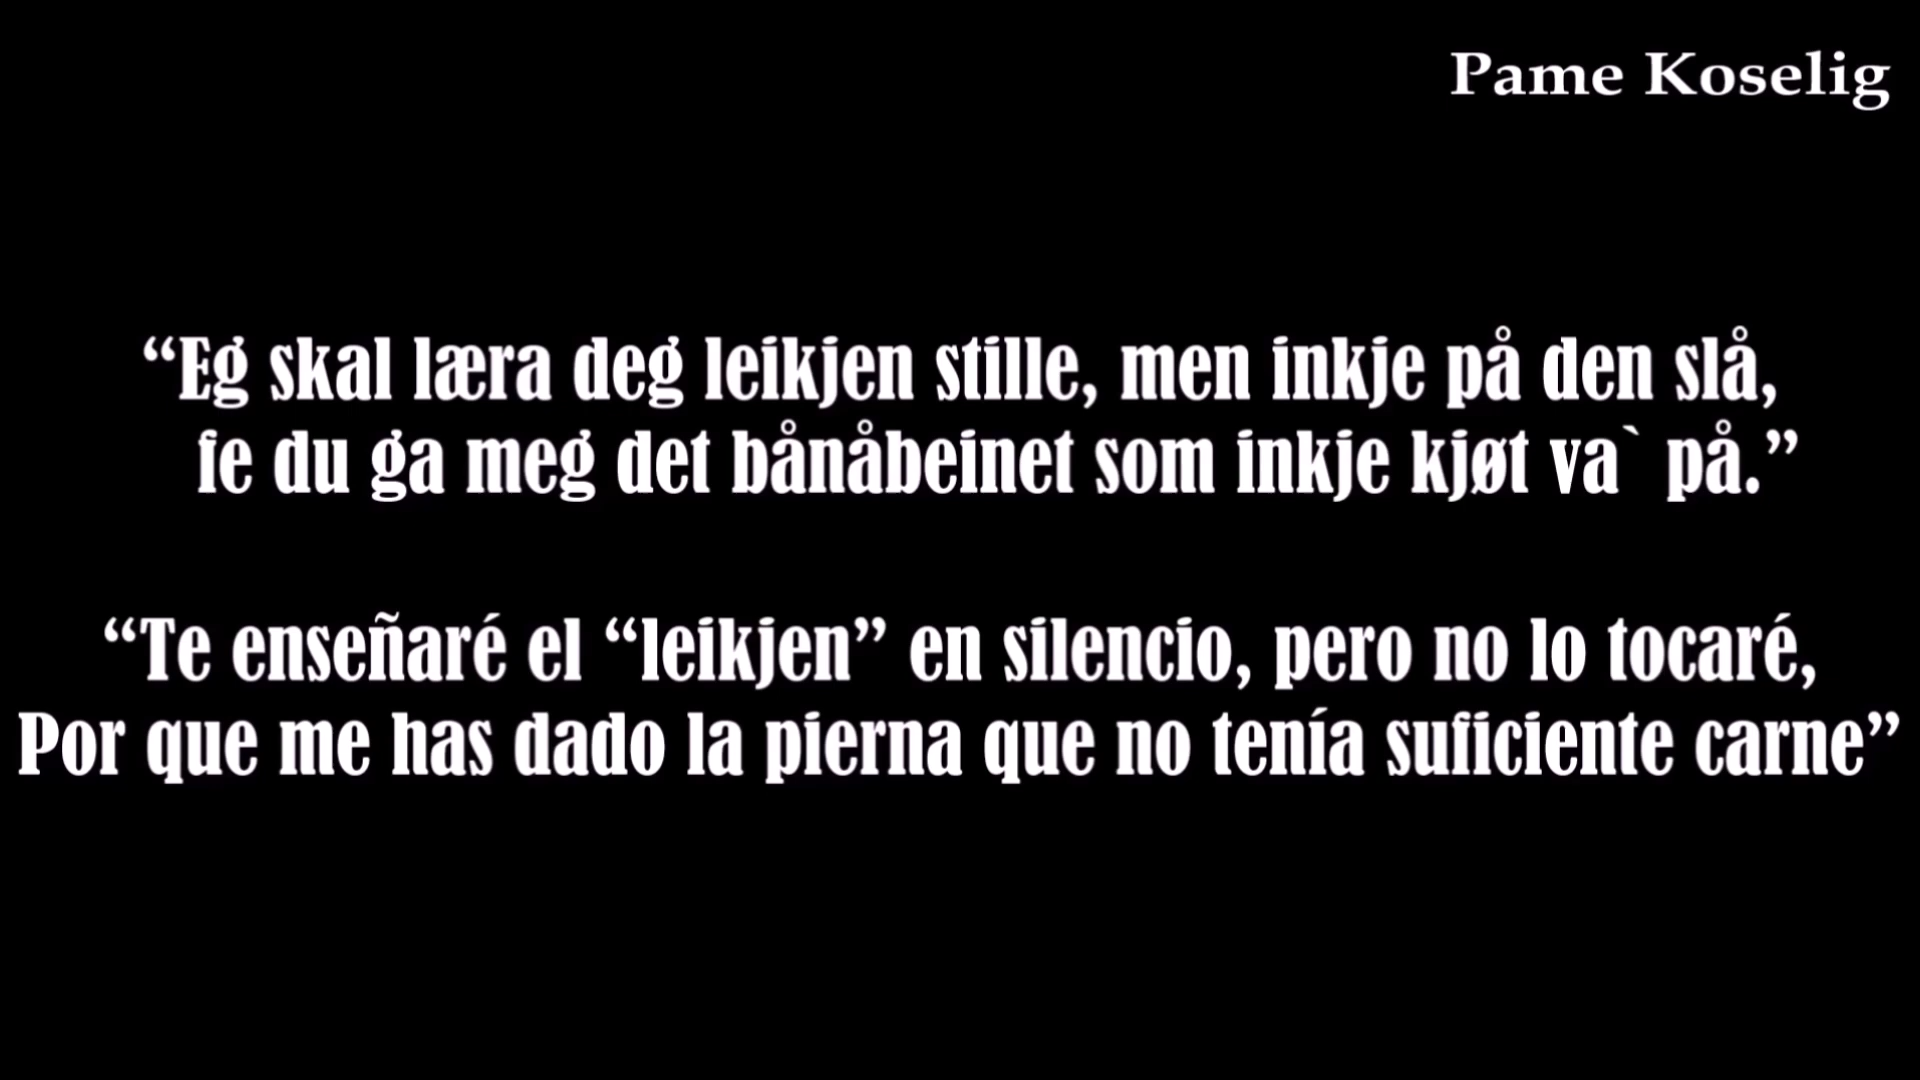 Pame Koselig
“Eg skal læra deg leikjen stille, men inkje på den slå,
fe du ga meg det bånåbeinet som inkje kjøt va` på.”
“Te enseñaré el “leikjen” en silencio, pero no lo tocaré,
Por que me has dado la pierna que no tenía suficiente carne”